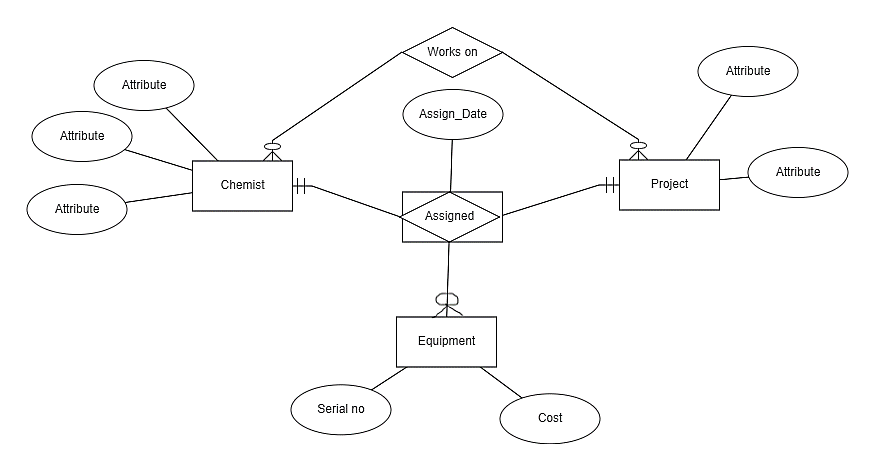 Works on
Attribute
Attribute
Assign_Date
Attribute
Attribute
Chemist
Project
Attribute
Attribute
Assigned
Equipment
Serial no
Cost